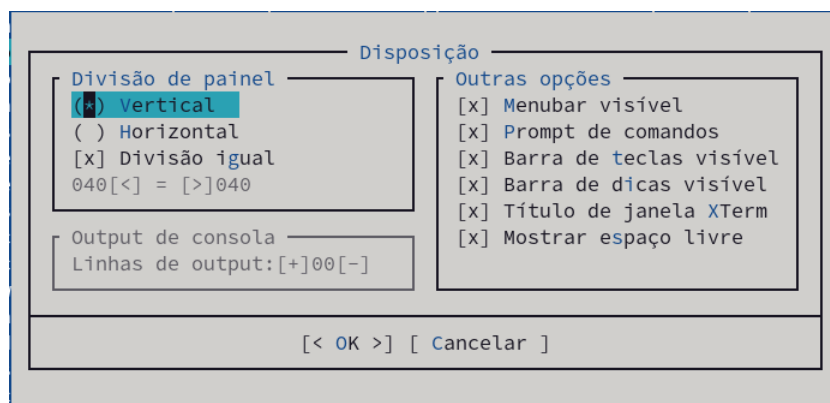 Disposição
Divisão de painel
(*) Vertical
( ) Horizontal
[x] Divisão igual
040[<] = [>]040
Output de consola
Linhas de output:[+]00[-]
Outras opções
[x] Menubar visível
[x] Prompt de comandos
[x] Barra de teclas visível
[x] Barra de dicas visível
[x] Título de janela XTerm
[x] Mostrar espaço livre
[< OK >] [ Cancelar ]